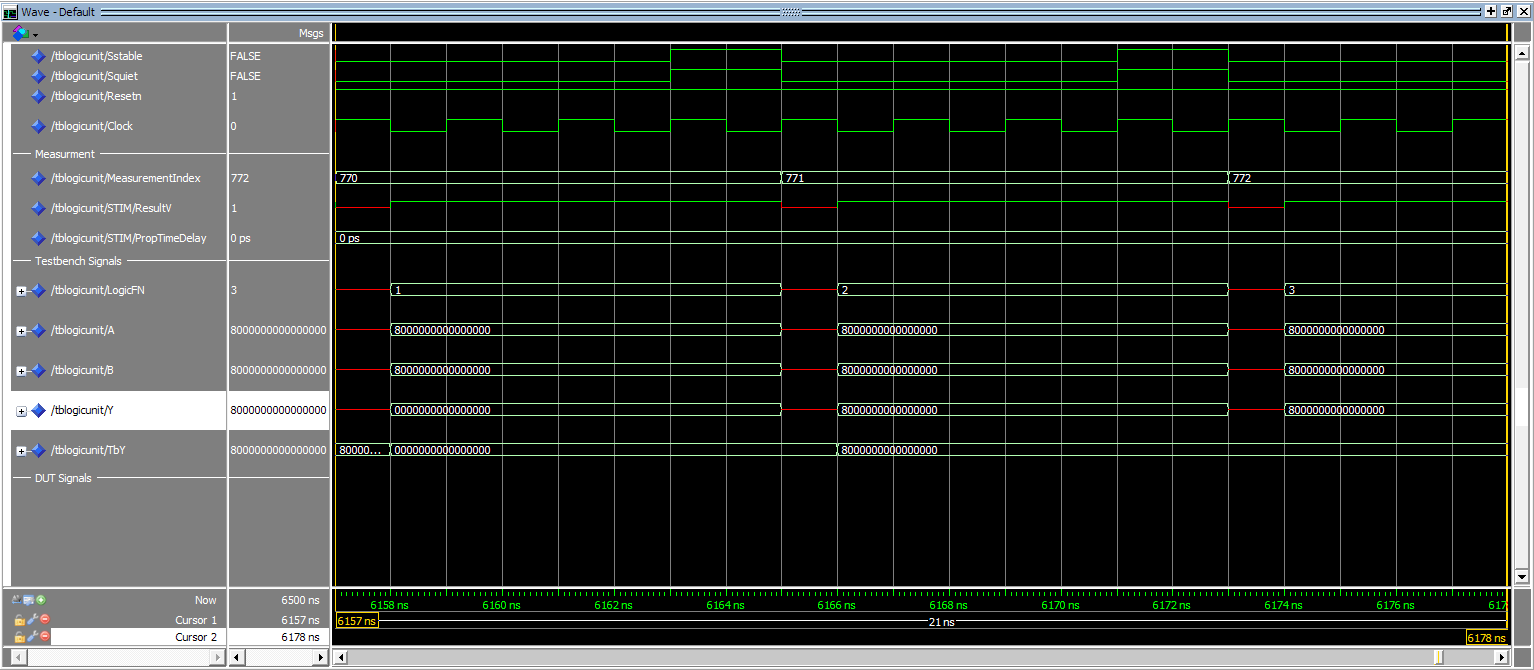 Wave - Default
Msgs
/tblogicunit/Sstable FALSE
/tblogicunit/Squiet FALSE
/tblogicunit/Resetn 1
/tblogicunit/Clock 0
Measurment
/tblogicunit/MeasurementIndex 772 770 771 772
/tblogicunit/STIM/ResultV 1
/tblogicunit/STIM/PropTimeDelay 0 ps 0 ps
Testbench Signals
/tblogicunit/LogicFN 3 1 2 3
/tblogicunit/A 8000000000000000 8000000000000000 8000000000000000 8000000000000000
/tblogicunit/B 8000000000000000 8000000000000000 8000000000000000 8000000000000000
/tblogicunit/Y 8000000000000000 0000000000000000 8000000000000000 8000000000000000
/tblogicunit/TbY 8000000000000000 80000... 0000000000000000 8000000000000000
DUT Signals
Now 6500 ns 6158 ns 6160 ns 6162 ns 6164 ns 6166 ns 6168 ns 6170 ns 6172 ns 6174 ns 6176 ns 617
Cursor 1 6157 ns 6157 ns 21 ns
Cursor 2 6178 ns 6178 ns